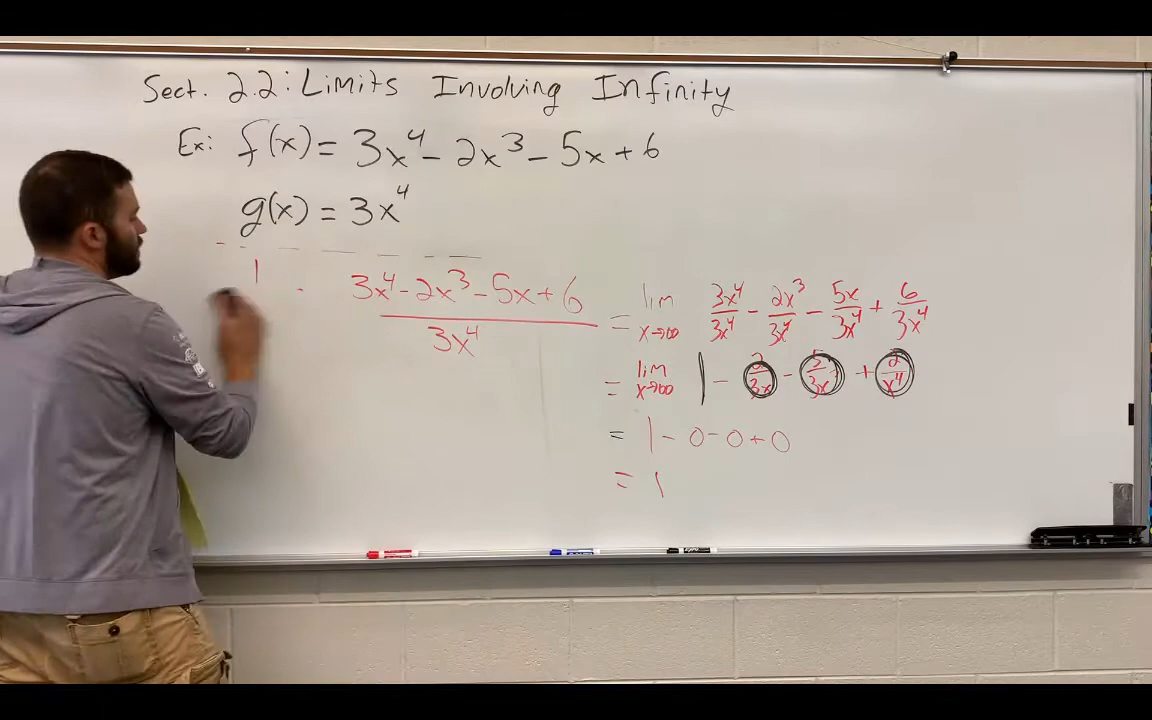 Sect. 2.2: Limits Involving Infinity
Ex: f(x) = 3x⁴ - 2x³ - 5x + 6
g(x) = 3x⁴
3x⁴ - 2x³ - 5x + 6
3x⁴
= lim x→∞ 3x⁴/3x⁴ - 2x³/3x⁴ - 5x/3x⁴ + 6/3x⁴
= lim x→∞ 1 - 2/3x - 5/3x³ + 2/x⁴
= 1 - 0 - 0 + 0
= 1